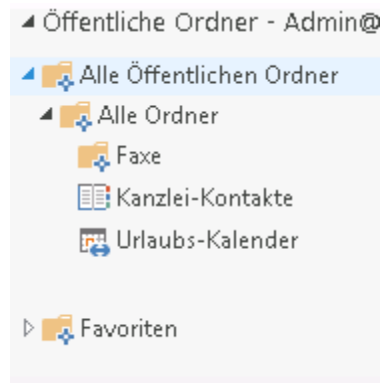 Öffentliche Ordner - Admin@
Alle Öffentlichen Ordner
Alle Ordner
Faxe
Kanzlei-Kontakte
Urlaubs-Kalender
Favoriten